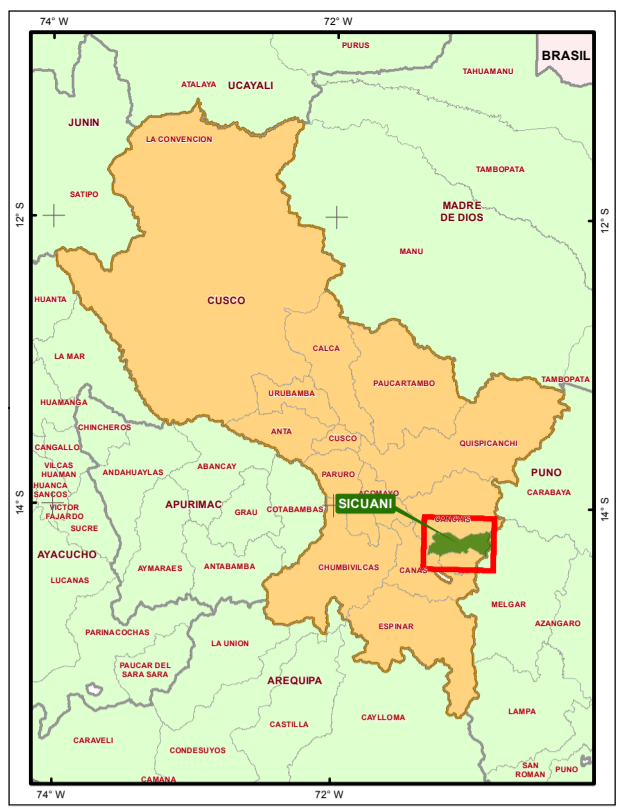 74° W
72° W
PURUS
BRASIL
TAHUAMANU
ATALAYA
UCAYALI
JUNIN
LA CONVENCION
TAMBOPATA
SATIPO
MADRE
DE DIOS
12° S
12° S
MANU
HUANTA
CUSCO
CALCA
LA MAR
PAUCARTAMBO
TAMBOPATA
URUBAMBA
HUAMANGA
CHINCHEROS
ANTA
CUSCO
QUISPICANCHI
CANGALLO
VILCAS
HUAMAN
ANDAHUAYLAS
ABANCAY
PARURO
PUNO
HUANCA
SANCOS
ACOMAYO
CARABAYA
14° S
14° S
APURIMAC
COTABAMBAS
SICUANI
VICTOR
FAJARDO
GRAU
CANCHIS
SUCRE
AYACUCHO
AYMARAES
ANTABAMBA
CHUMBIVILCAS
CANAS
LUCANAS
MELGAR
AZANGARO
ESPINAR
PARINACOCHAS
LA UNION
PAUCAR DEL
SARA SARA
AREQUIPA
CAYLLOMA
LAMPA
CASTILLA
CARAVELI
CONDESUYOS
SAN
ROMAN
PUNO
CAMANA
74° W
72° W